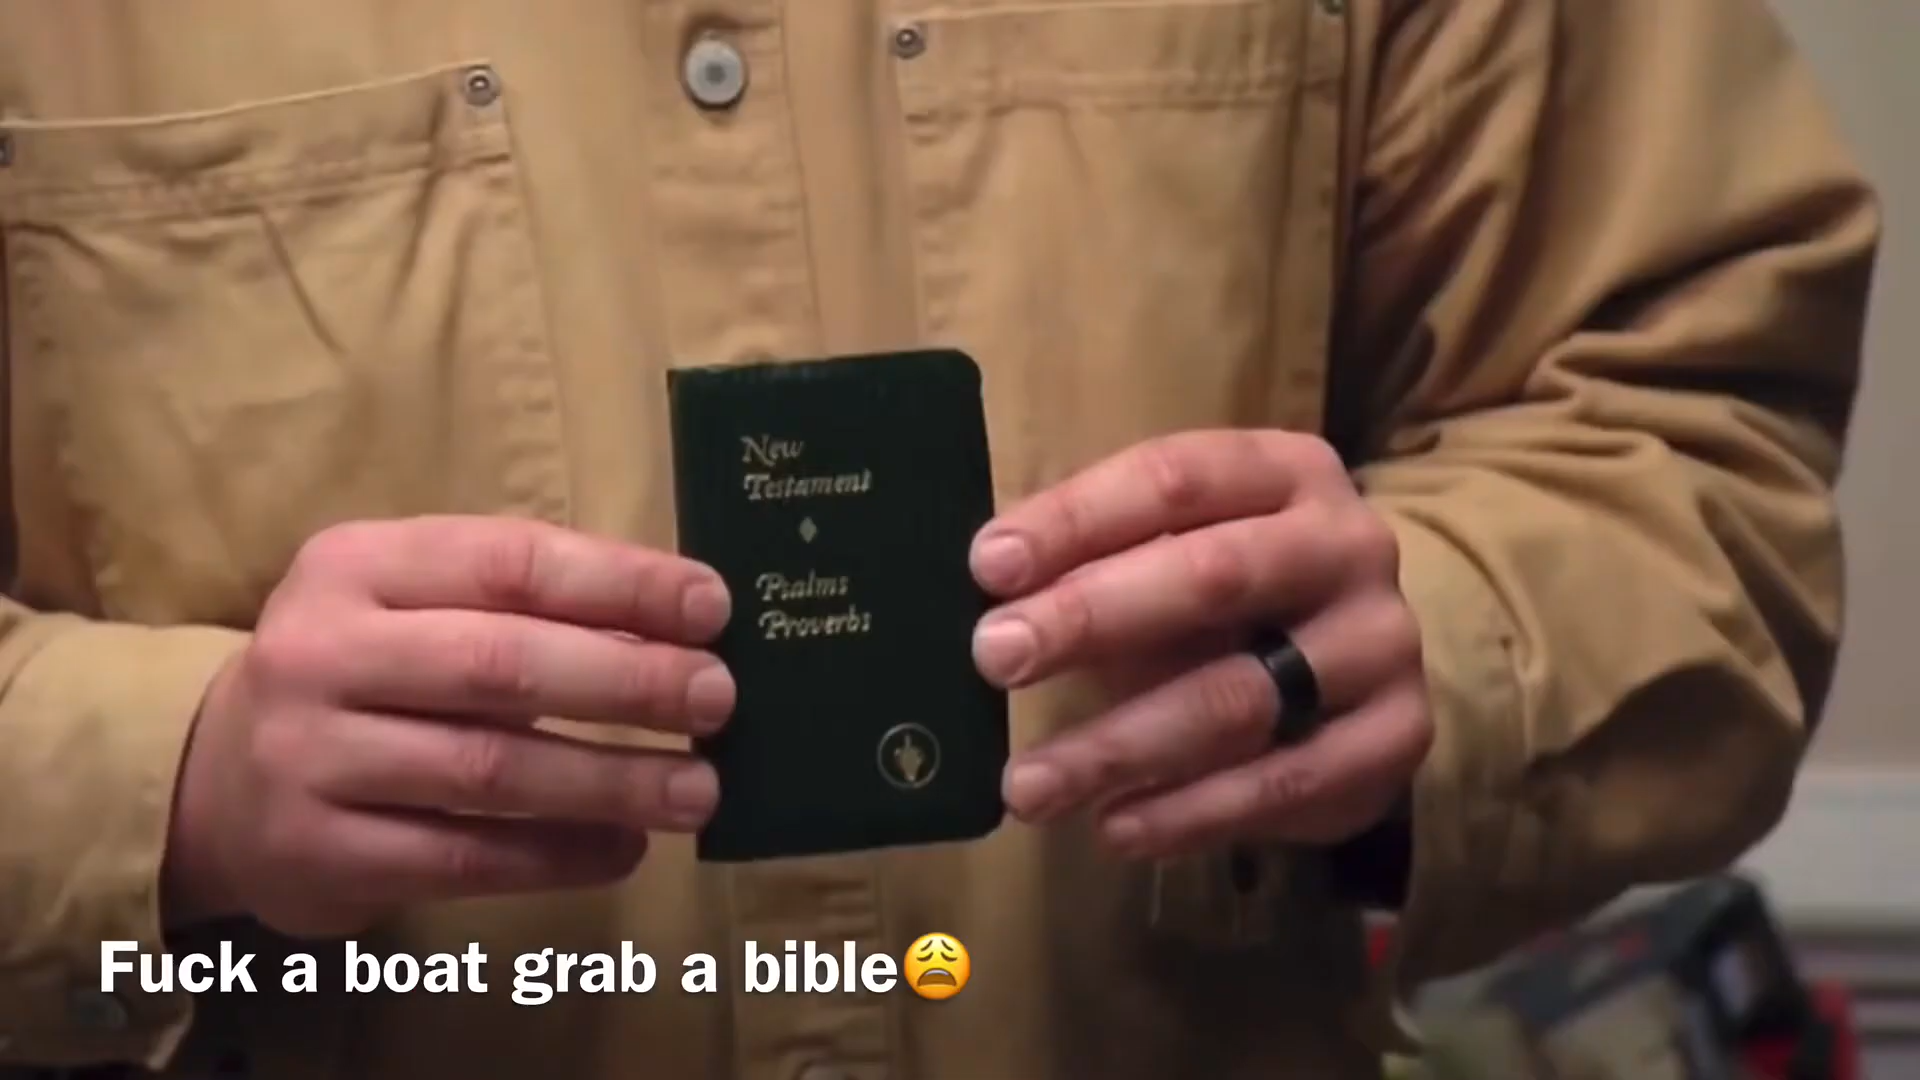 New
Testament
Psalms
Proverbs
Fuck a boat grab a bible😩